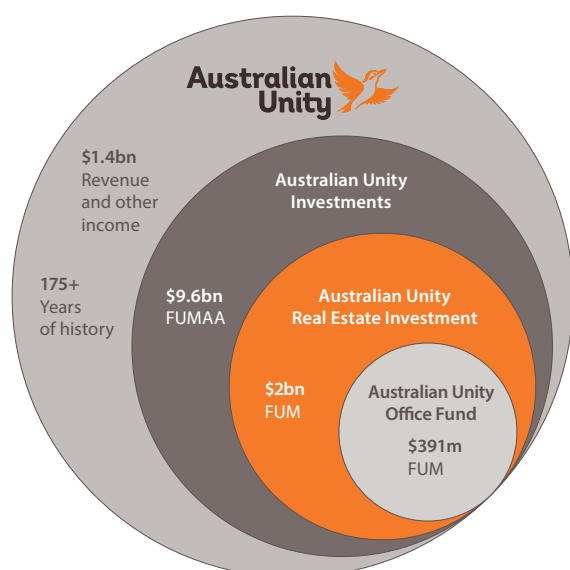 Australian
Unity
$1.4bn
Revenue
and other
income
175+
Years
of history
Australian Unity
Investments
$9.6bn
FUMAA
Australian Unity
Real Estate Investment
$2bn
FUM
Australian Unity
Office Fund
$391m
FUM